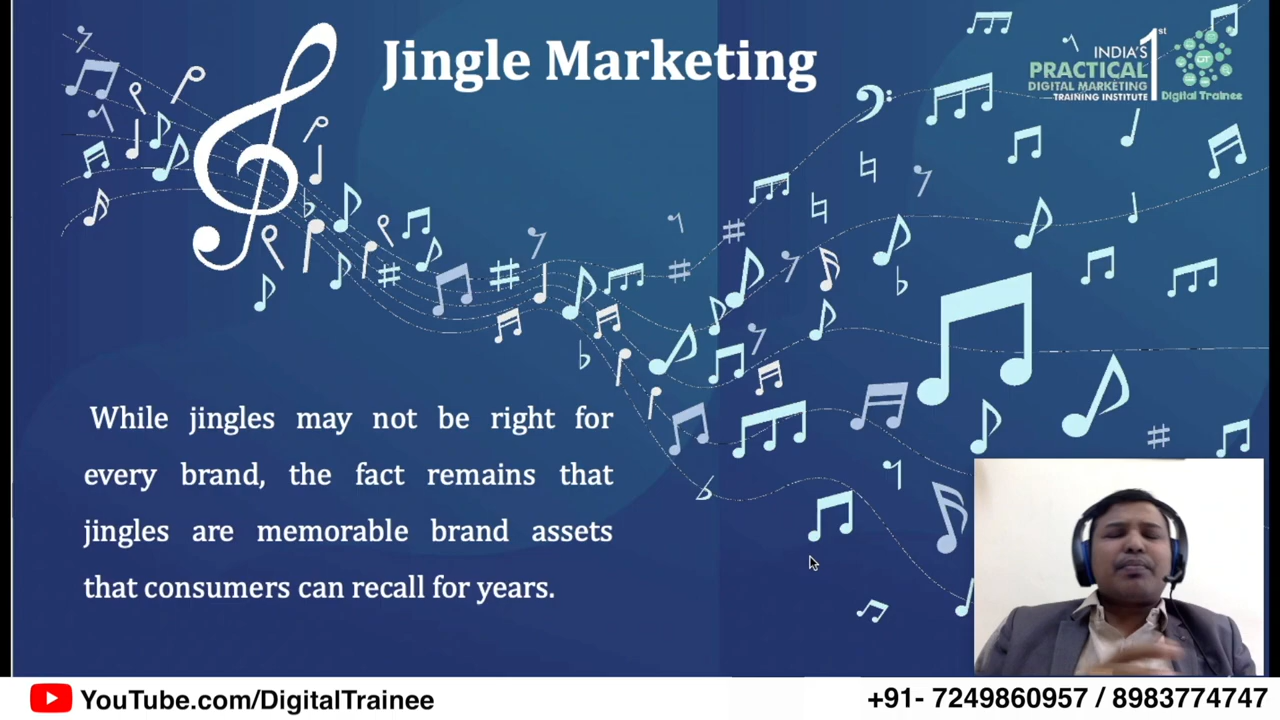 Jingle Marketing
INDIA'S 1st
PRACTICAL
DIGITAL MARKETING
TRAINING INSTITUTE
DT
Digital Trainee
While jingles may not be right for
every brand, the fact remains that
jingles are memorable brand assets
that consumers can recall for years.
YouTube.com/DigitalTrainee
+91- 7249860957 / 8983774747